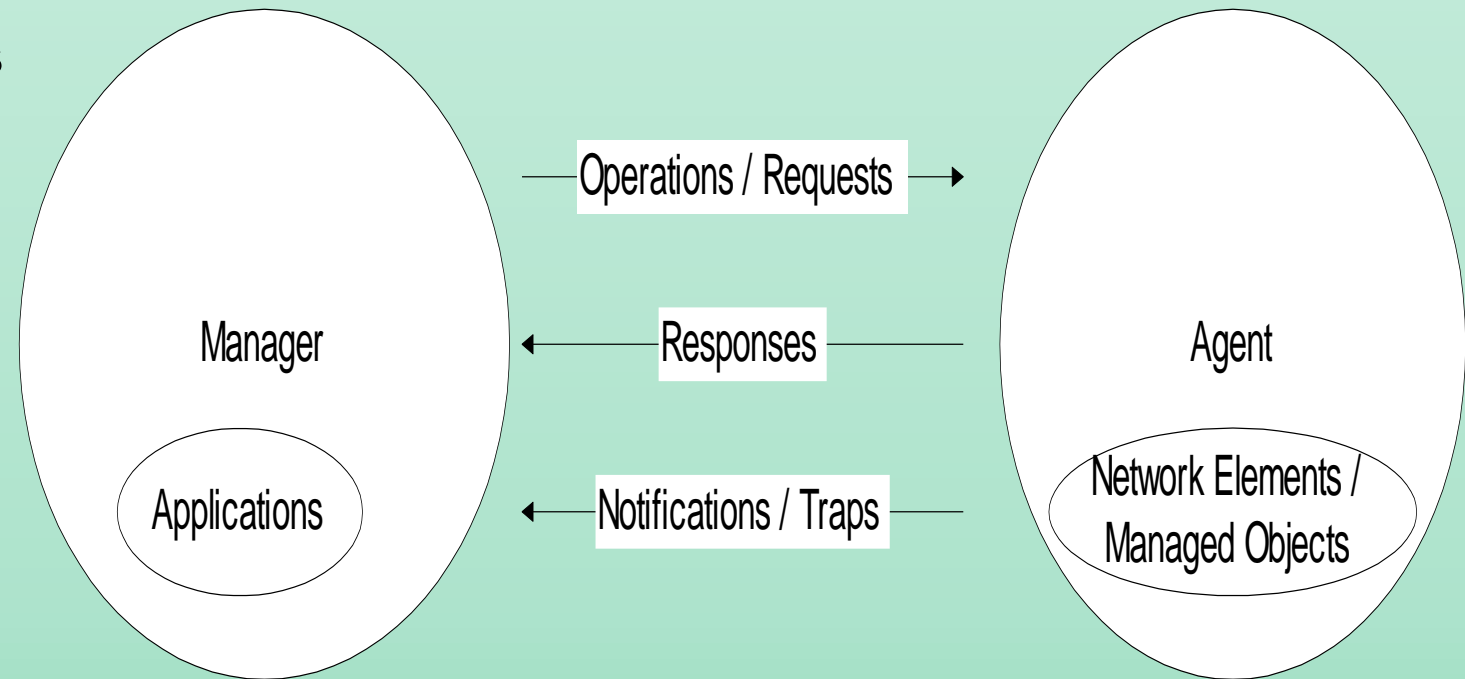 s
Operations / Requests
Manager
Responses
Agent
Applications
Notifications / Traps
Network Elements /
Managed Objects